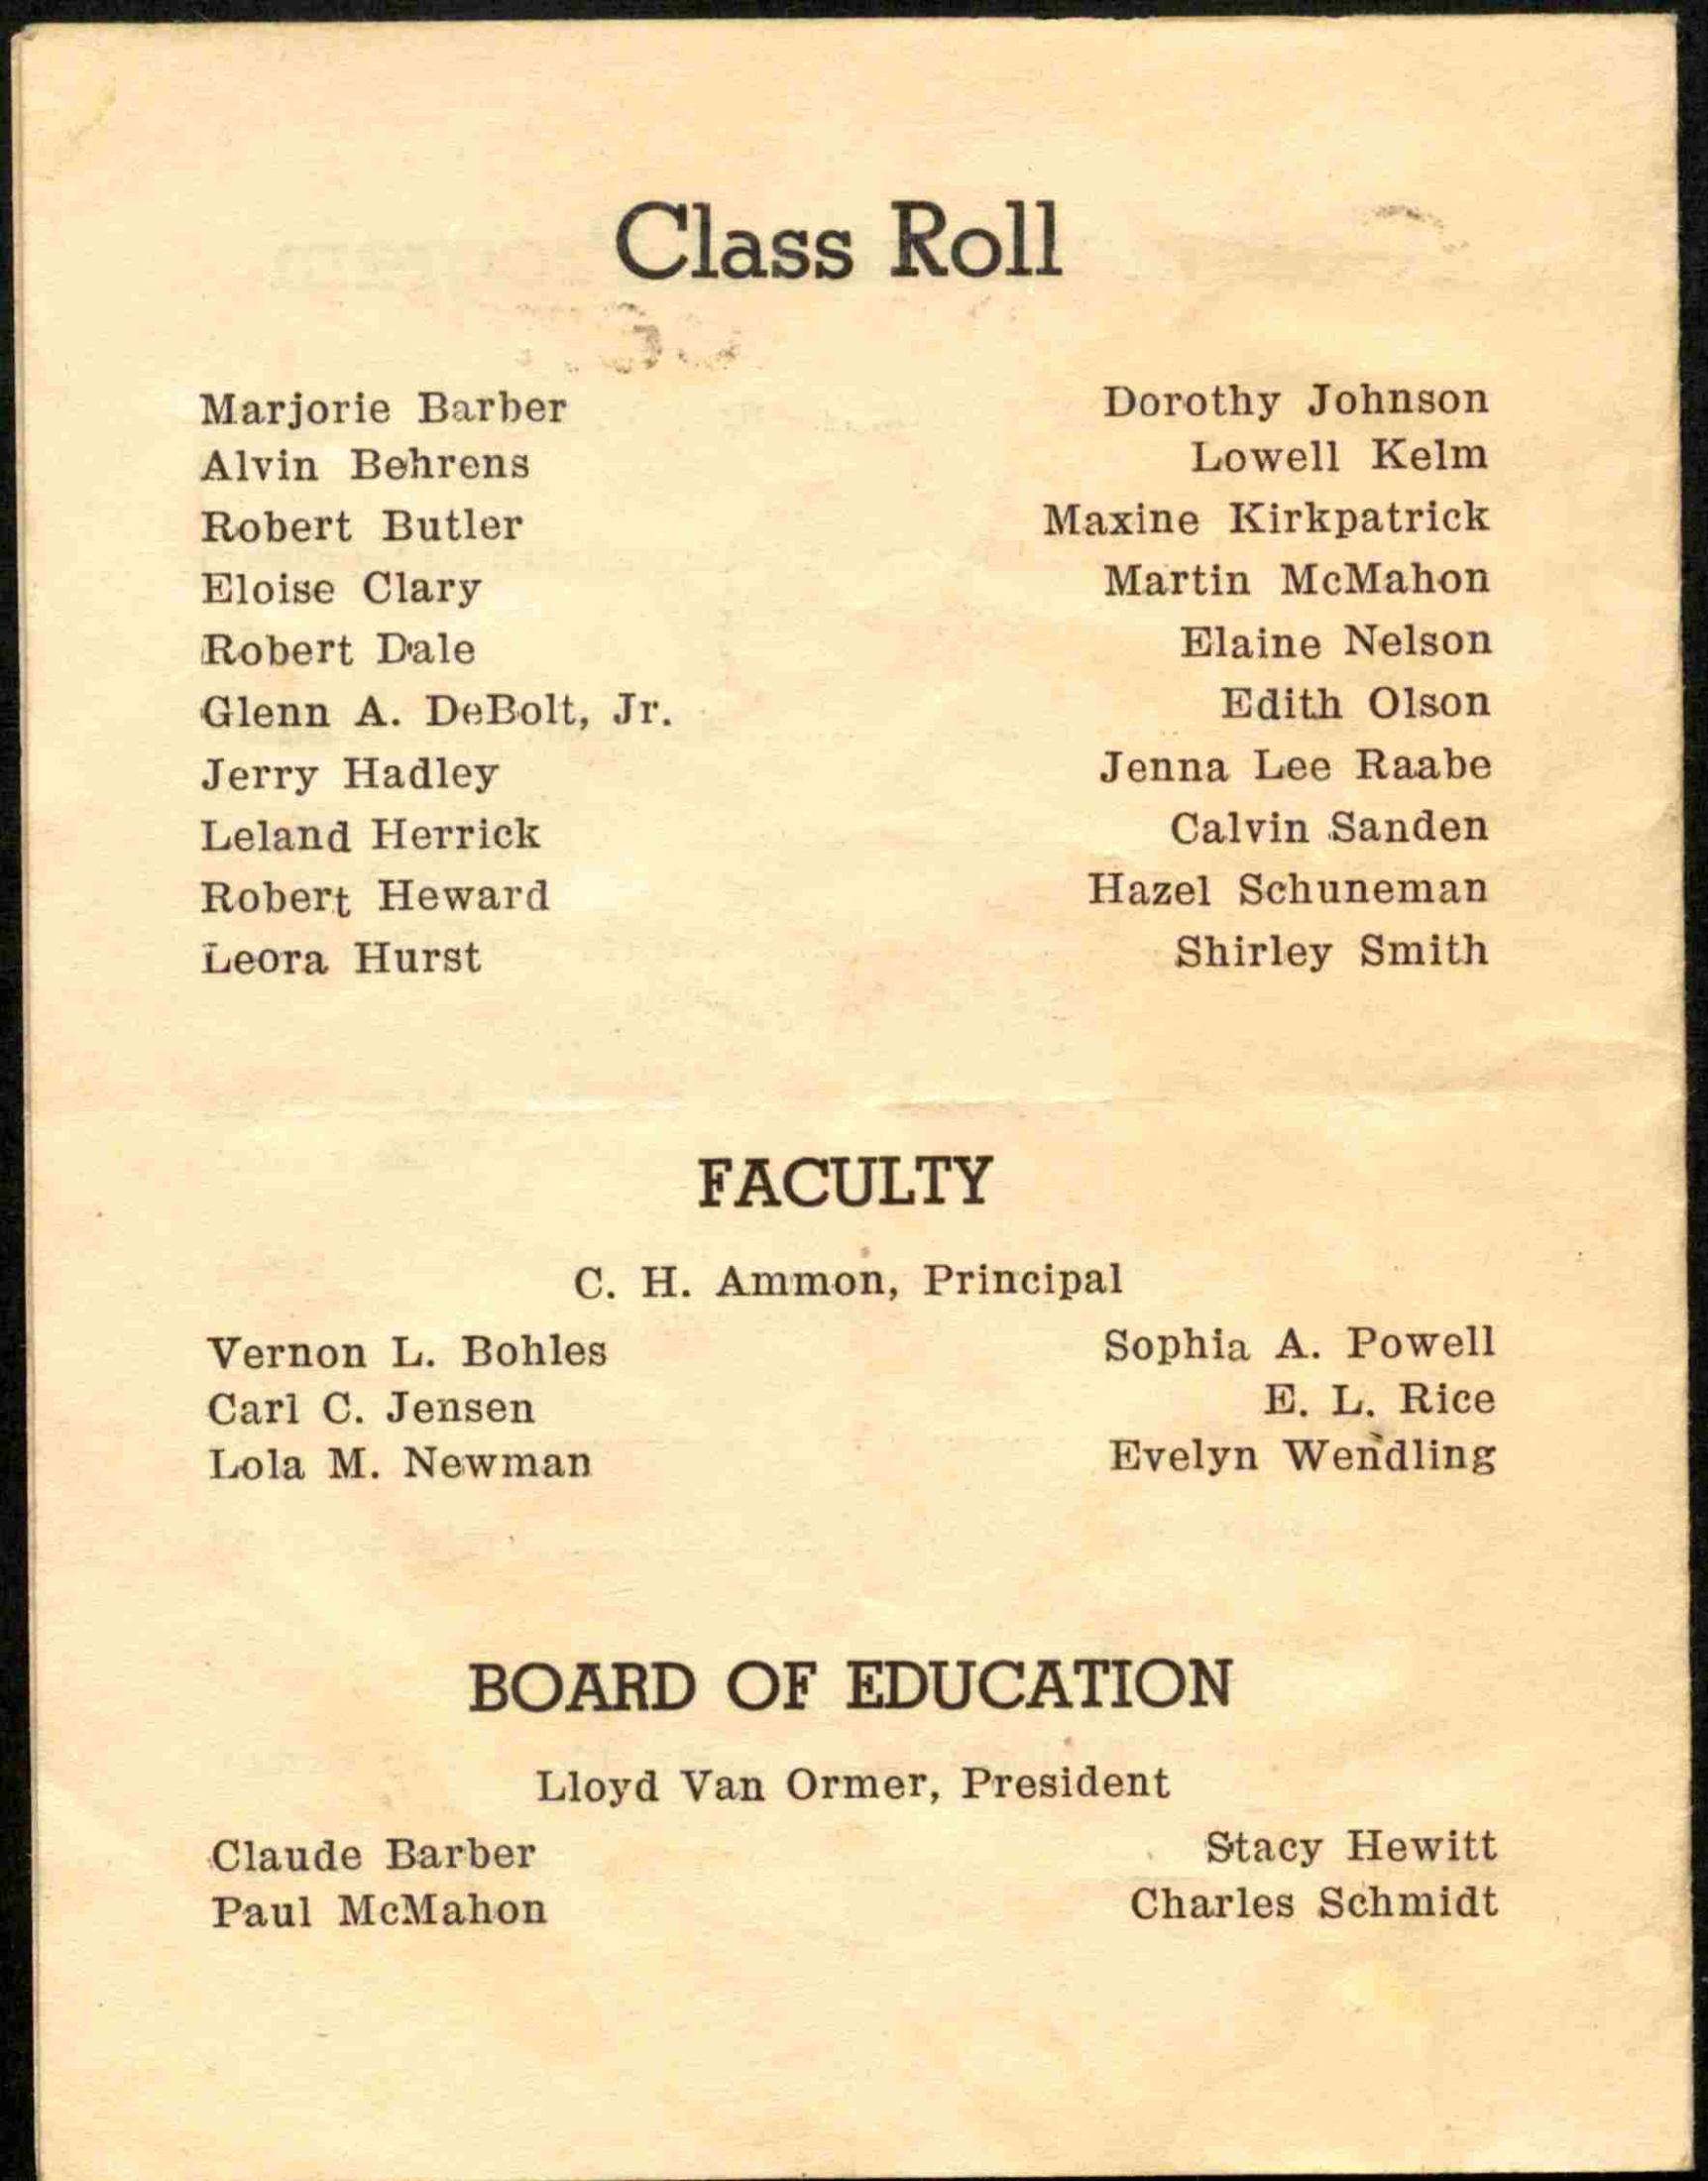 Class Roll
Marjorie Barber
Alvin Behrens
Robert Butler
Eloise Clary
Robert Dale
Glenn A. DeBolt, Jr.
Jerry Hadley
Leland Herrick
Robert Heward
Leora Hurst
Dorothy Johnson
Lowell Kelm
Maxine Kirkpatrick
Martin McMahon
Elaine Nelson
Edith Olson
Jenna Lee Raabe
Calvin Sanden
Hazel Schuneman
Shirley Smith
FACULTY
C. H. Ammon, Principal
Vernon L. Bohles
Carl C. Jensen
Lola M. Newman
Sophia A. Powell
E. L. Rice
Evelyn Wendling
BOARD OF EDUCATION
Lloyd Van Ormer, President
Claude Barber
Paul McMahon
Stacy Hewitt
Charles Schmidt